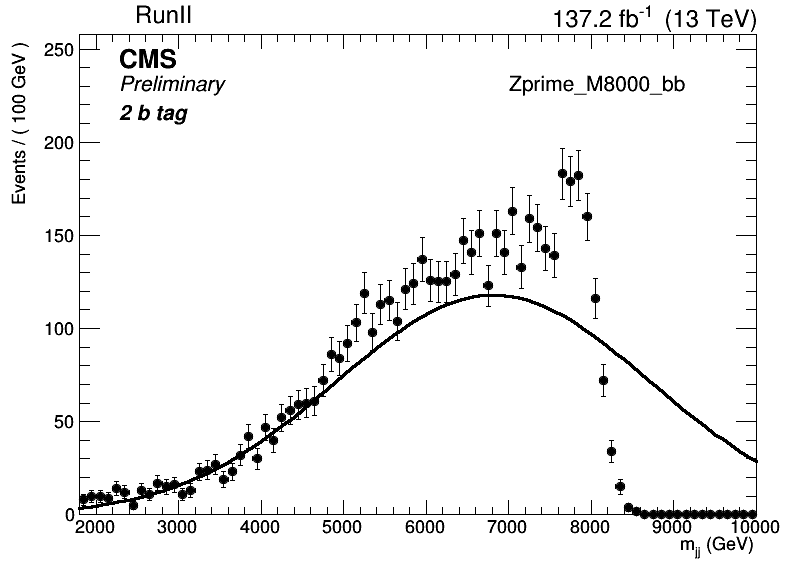 RunII 137.2 fb-1 (13 TeV)
CMS
Preliminary
2 b tag
Zprime_M8000_bb
Events / ( 100 GeV )
250
200
150
100
50
0
2000 3000 4000 5000 6000 7000 8000 9000 10000
mjj (GeV)